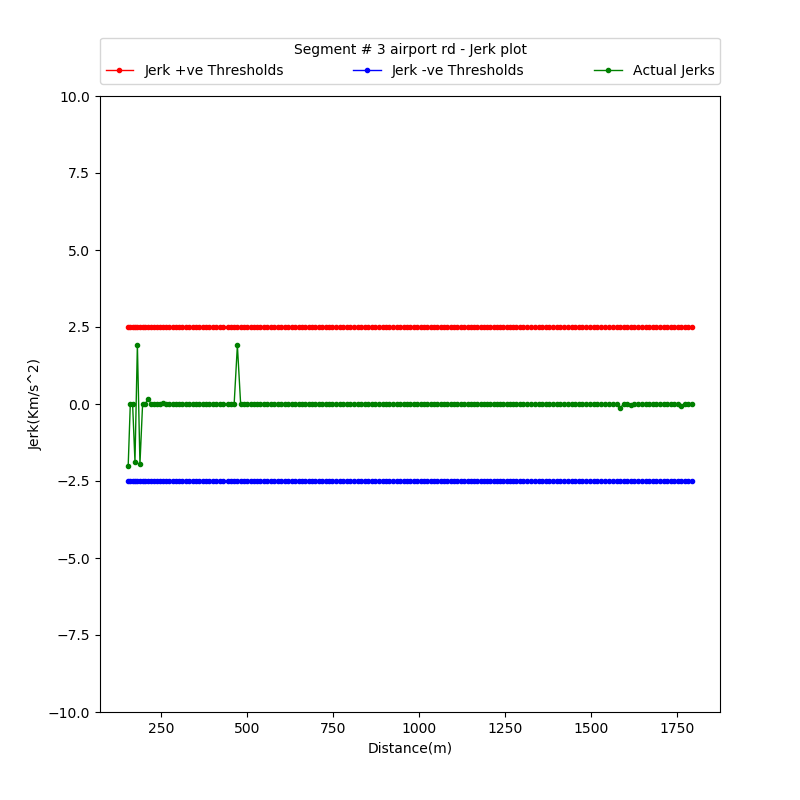 Segment # 3 airport rd - Jerk plot
Jerk +ve Thresholds Jerk -ve Thresholds Actual Jerks
10.0
7.5
5.0
2.5
0.0
−2.5
−5.0
−7.5
−10.0
Jerk(Km/s^2)
250 500 750 1000 1250 1500 1750
Distance(m)